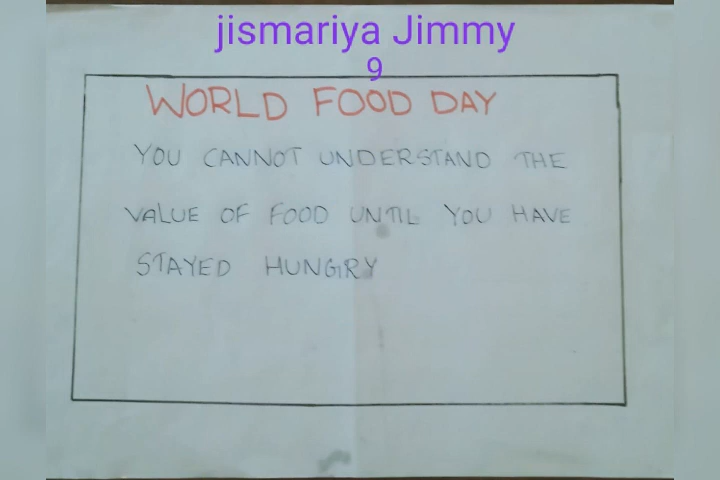 jismariya Jimmy
9
WORLD FOOD DAY
YOU CANNOT UNDERSTAND THE
VALUE OF FOOD UNTIL YOU HAVE
STAYED HUNGRY